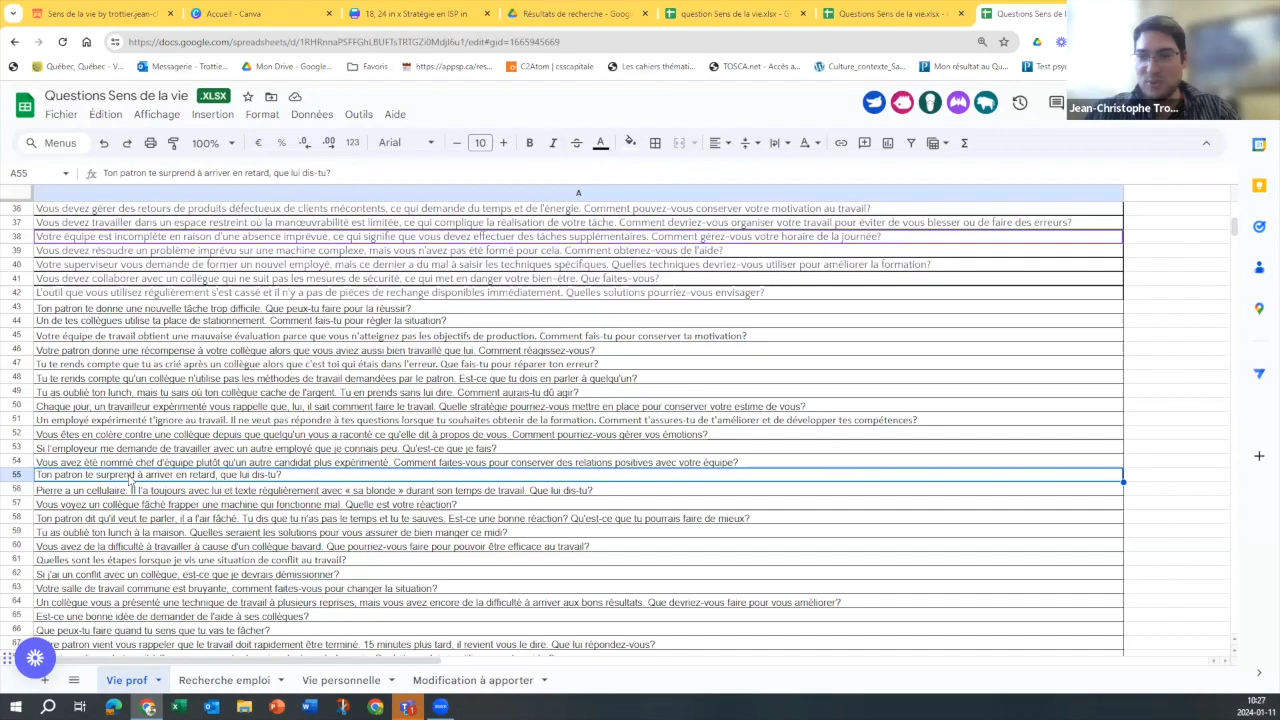 Sens de la vie by trottier.jean-cl
Accueil - Canva
18, 24 in x Stratégie en ISP in
Résultats de recherche - Googl
question Sens de la vie.xlsx - G
Questions Sens de la vie.xlsx -
Questions Sens de la vi
https://docs.google.com/spreadsheets/d/1RHRnnaPSFFGhLBUFTsTRTGZi0MdjI6u1/edit#gid=1665945669
Québec, Québec, - V...
Messagerie - Trottie...
Mon Drive - Google...
Favoris
https://appsp.ca/res...
C2Atom | csscapitale
Les cahiers thémati...
TOSCA.net - Accès a...
Culture_contexte_Sa...
Mon résultat au Qu...
Test psyc
Jean-Christophe Tro...
Questions Sens de la vie
.XLSX
Fichier Édition Affichage Insertion Format Données Outils Aide
Menus
100%
€ % .0 .00 123
Arial
10
B I A
A55
fx
Ton patron te surprend à arriver en retard, que lui dis-tu?
A
36 Vous devez gérer des retours de produits défectueux de clients mécontents, ce qui demande du temps et de l'énergie. Comment pouvez-vous conserver votre motivation au travail?
37 Vous devez travailler dans un espace restreint où la manœuvrabilité est limitée, ce qui complique la réalisation de votre tâche. Comment devriez-vous organiser votre travail pour éviter de vous blesser ou de faire des erreurs?
38 Votre équipe est incomplète en raison d'une absence imprévue, ce qui signifie que vous devez effectuer des tâches supplémentaires. Comment gérez-vous votre horaire de la journée?
39 Vous devez résoudre un problème imprévu sur une machine complexe, mais vous n'avez pas été formé pour cela. Comment obtenez-vous de l'aide?
40 Votre superviseur vous demande de former un nouvel employé, mais ce dernier a du mal à saisir les techniques spécifiques. Quelles techniques devriez-vous utiliser pour améliorer la formation?
41 Vous devez collaborer avec un collègue qui ne suit pas les mesures de sécurité, ce qui met en danger votre bien-être. Que faites-vous?
42 L'outil que vous utilisez régulièrement s'est cassé et il n'y a pas de pièces de rechange disponibles immédiatement. Quelles solutions pourriez-vous envisager?
43 Ton patron te donne une nouvelle tâche trop difficile. Que peux-tu faire pour la réussir?
44 Un de tes collègues utilise ta place de stationnement. Comment fais-tu pour régler la situation?
45 Votre équipe de travail obtient une mauvaise évaluation parce que vous n'atteignez pas les objectifs de production. Comment fais-tu pour conserver ta motivation?
46 Votre patron donne une récompense à votre collègue alors que vous aviez aussi bien travaillé que lui. Comment réagissez-vous?
47 Tu te rends compte que tu as crié après un collègue alors que c'est toi qui étais dans l'erreur. Que fais-tu pour réparer ton erreur?
48 Tu te rends compte qu'un collègue n'utilise pas les méthodes de travail demandées par le patron. Est-ce que tu dois en parler à quelqu'un?
49 Tu as oublié ton lunch, mais tu sais où ton collègue cache de l'argent. Tu en prends sans lui dire. Comment aurais-tu dû agir?
50 Chaque jour, un travailleur expérimenté vous rappelle que, lui, il sait comment faire le travail. Quelle stratégie pourriez-vous mettre en place pour conserver votre estime de vous?
51 Un employé expérimenté t'ignore au travail. Il ne veut pas répondre à tes questions lorsque tu souhaites obtenir de la formation. Comment t'assures-tu de t'améliorer et de développer tes compétences?
52 Vous êtes en colère contre une collègue depuis que quelqu'un vous a raconté ce qu'elle dit à propos de vous. Comment pourriez-vous gérer vos émotions?
53 Si l'employeur me demande de travailler avec un autre employé que je connais peu. Qu'est-ce que je fais?
54 Vous avez été nommé chef d'équipe plutôt qu'un autre candidat plus expérimenté. Comment faites-vous pour conserver des relations positives avec votre équipe?
55 Ton patron te surprend à arriver en retard, que lui dis-tu?
56 Pierre a un cellulaire. Il l'a toujours avec lui et texte régulièrement avec « sa blonde » durant son temps de travail. Que lui dis-tu?
57 Vous voyez un collègue fâché frapper une machine qui fonctionne mal. Quelle est votre réaction?
58 Ton patron dit qu'il veut te parler, il a l'air fâché. Tu dis que tu n'as pas le temps et tu te sauves. Est-ce une bonne réaction? Qu'est-ce que tu pourrais faire de mieux?
59 Tu as oublié ton lunch à la maison. Quelles seraient les solutions pour vous assurer de bien manger ce midi?
60 Vous avez de la difficulté à travailler à cause d'un collègue bavard. Que pourriez-vous faire pour pouvoir être efficace au travail?
61 Quelles sont les étapes lorsque je vis une situation de conflit au travail?
62 Si j'ai un conflit avec un collègue, est-ce que je devrais démissionner?
63 Votre salle de travail commune est bruyante, comment faites-vous pour changer la situation?
64 Un collègue vous a présenté une technique de travail à plusieurs reprises, mais vous avez encore de la difficulté à arriver aux bons résultats. Que devriez-vous faire pour vous améliorer?
65 Est-ce une bonne idée de demander de l'aide à ses collègues?
66 Que peux-tu faire quand tu sens que tu vas te fâcher?
67 patron vient vous rappeler que le travail doit rapidement être terminé. 15 minutes plus tard, il revient vous le dire. Que lui répondez-vous?
Vie prof
Recherche emploi
Vie personnelle
Modification à apporter
10:27
2024-01-11